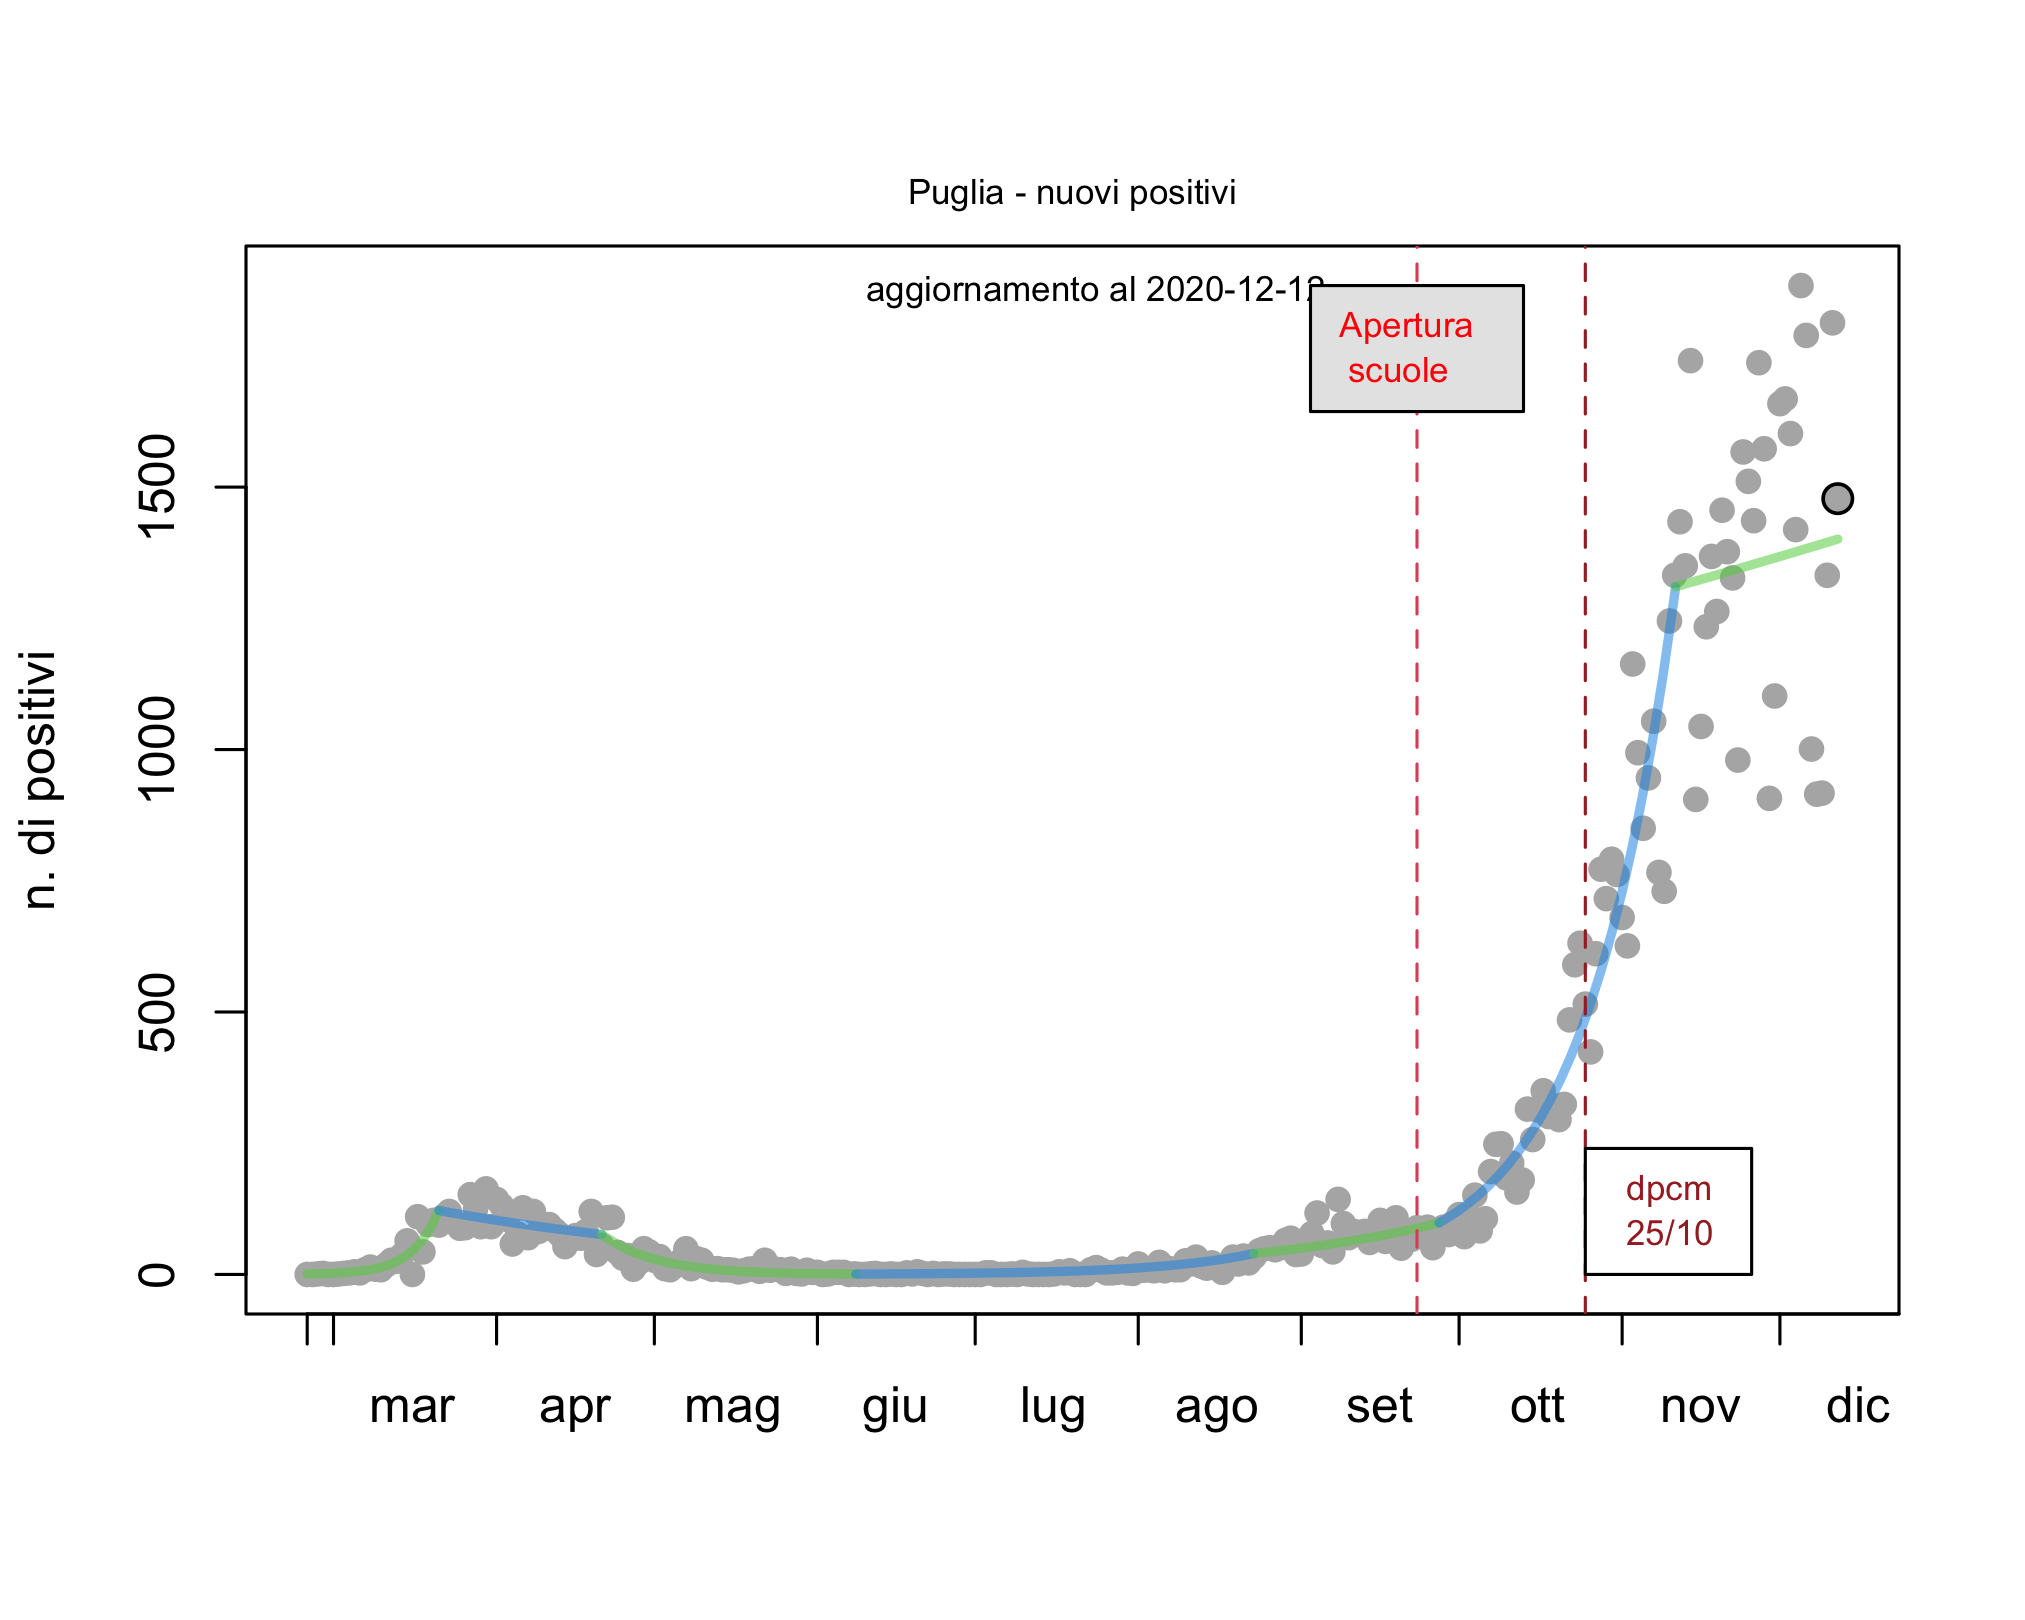 Puglia - nuovi positivi
aggiornamento al 2020-12-12
Apertura
scuole
n. di positivi
1500
1000
500
0
dpcm
25/10
mar apr mag giu lug ago set ott nov dic